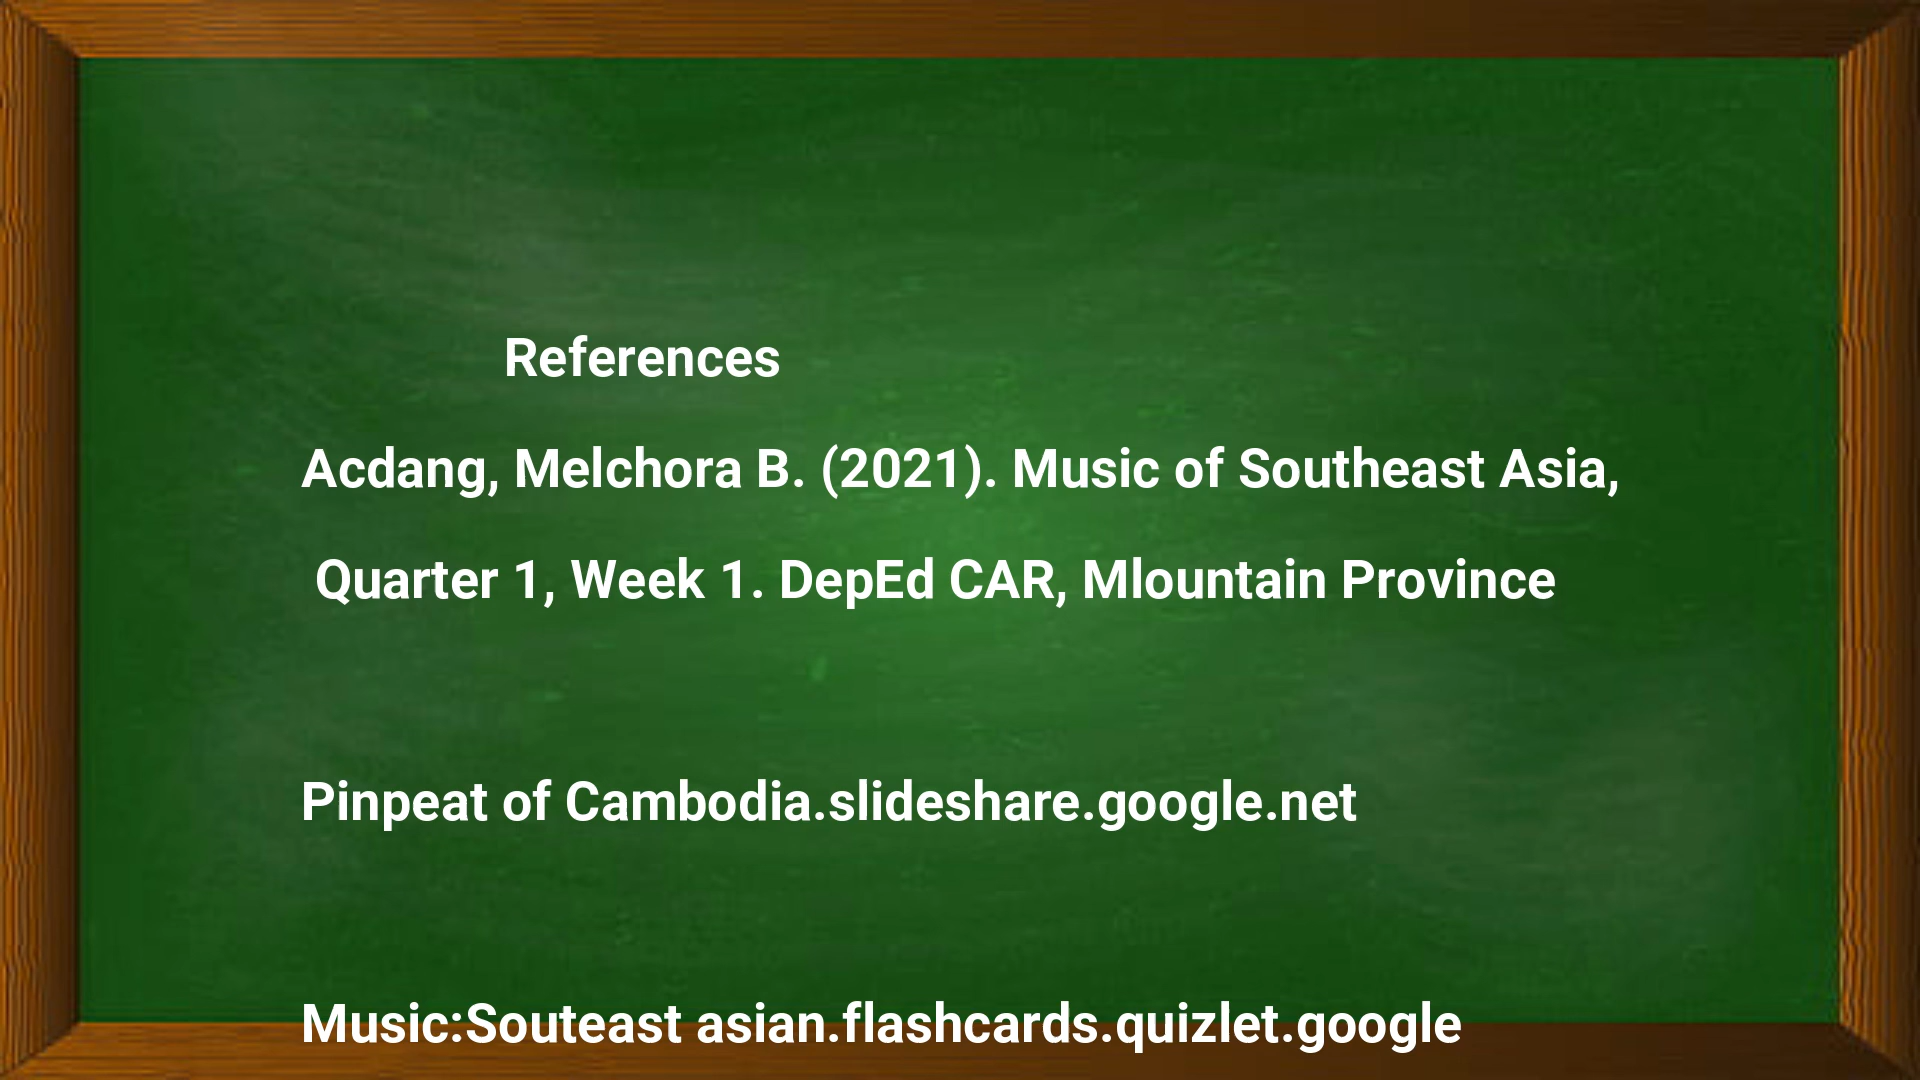 References
Acdang, Melchora B. (2021). Music of Southeast Asia,
Quarter 1, Week 1. DepEd CAR, Mlountain Province
Pinpeat of Cambodia.slideshare.google.net
Music:Souteast asian.flashcards.quizlet.google